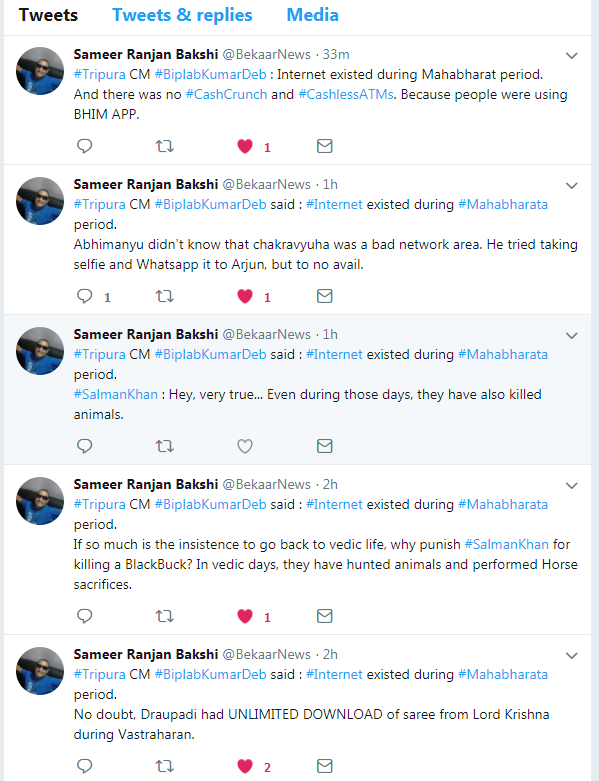 Tweets Tweets & replies Media
Sameer Ranjan Bakshi @BekaarNews · 33m
#Tripura CM #BiplabKumarDeb : Internet existed during Mahabharat period.
And there was no #CashCrunch and #CashlessATMs. Because people were using
BHIM APP.
1
Sameer Ranjan Bakshi @BekaarNews · 1h
#Tripura CM #BiplabKumarDeb said : #Internet existed during #Mahabharata
period.
Abhimanyu didn't know that chakravyuha was a bad network area. He tried taking
selfie and Whatsapp it to Arjun, but to no avail.
1 1
Sameer Ranjan Bakshi @BekaarNews · 1h
#Tripura CM #BiplabKumarDeb said : #Internet existed during #Mahabharata
period.
#SalmanKhan : Hey, very true... Even during those days, they have also killed
animals.
Sameer Ranjan Bakshi @BekaarNews · 2h
#Tripura CM #BiplabKumarDeb said : #Internet existed during #Mahabharata
period.
If so much is the insistence to go back to vedic life, why punish #SalmanKhan for
killing a BlackBuck? In vedic days, they have hunted animals and performed Horse
sacrifices.
1
Sameer Ranjan Bakshi @BekaarNews · 2h
#Tripura CM #BiplabKumarDeb said : #Internet existed during #Mahabharata
period.
No doubt, Draupadi had UNLIMITED DOWNLOAD of saree from Lord Krishna
during Vastraharan.
2